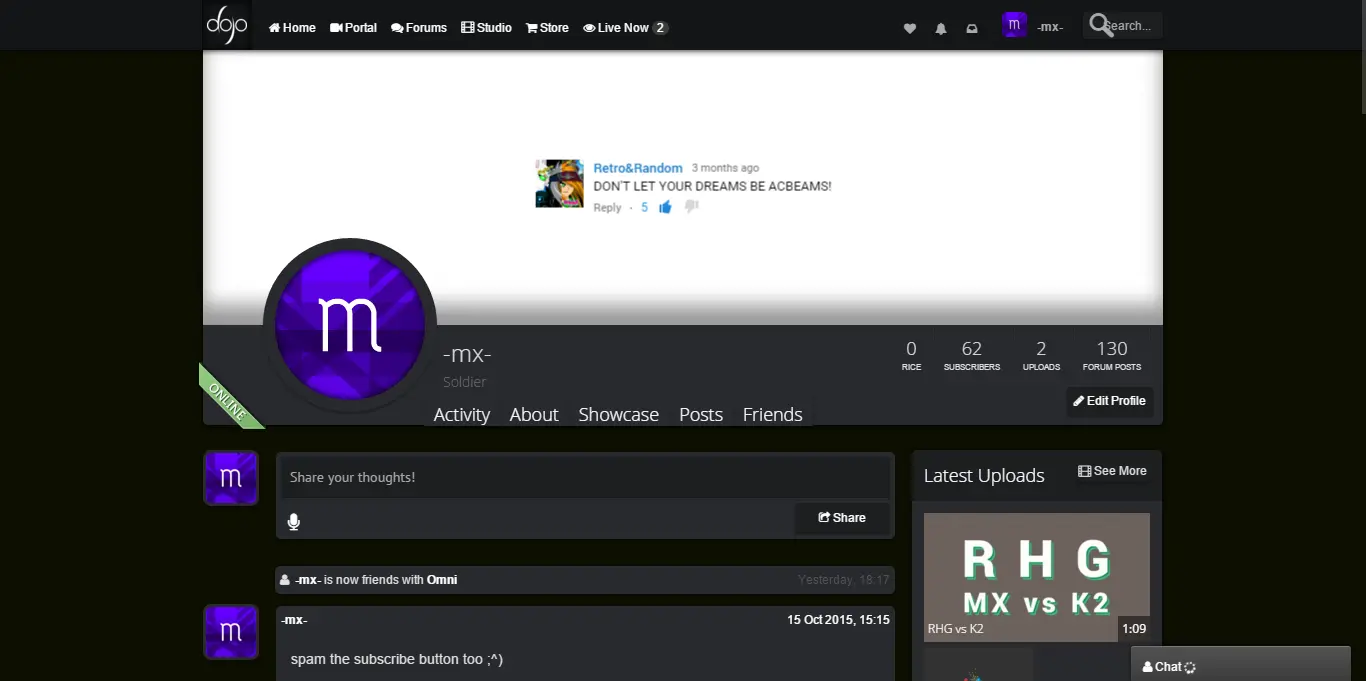 dojo
Home Portal Forums Studio Store Live Now 2
m -mx- Search...
Retro&Random 3 months ago
DON'T LET YOUR DREAMS BE ACBEAMS!
Reply · 5
m
-mx-
Soldier
0 62 2 130
RICE SUBSCRIBERS UPLOADS FORUM POSTS
ONLINE
Edit Profile
Activity About Showcase Posts Friends
m
Share your thoughts!
Share
-mx- is now friends with Omni Yesterday, 18:17
m
-mx- 15 Oct 2015, 15:15
spam the subscribe button too ;^)
Latest Uploads See More
R H G
MX vs K2
RHG vs K2 1:09
Chat